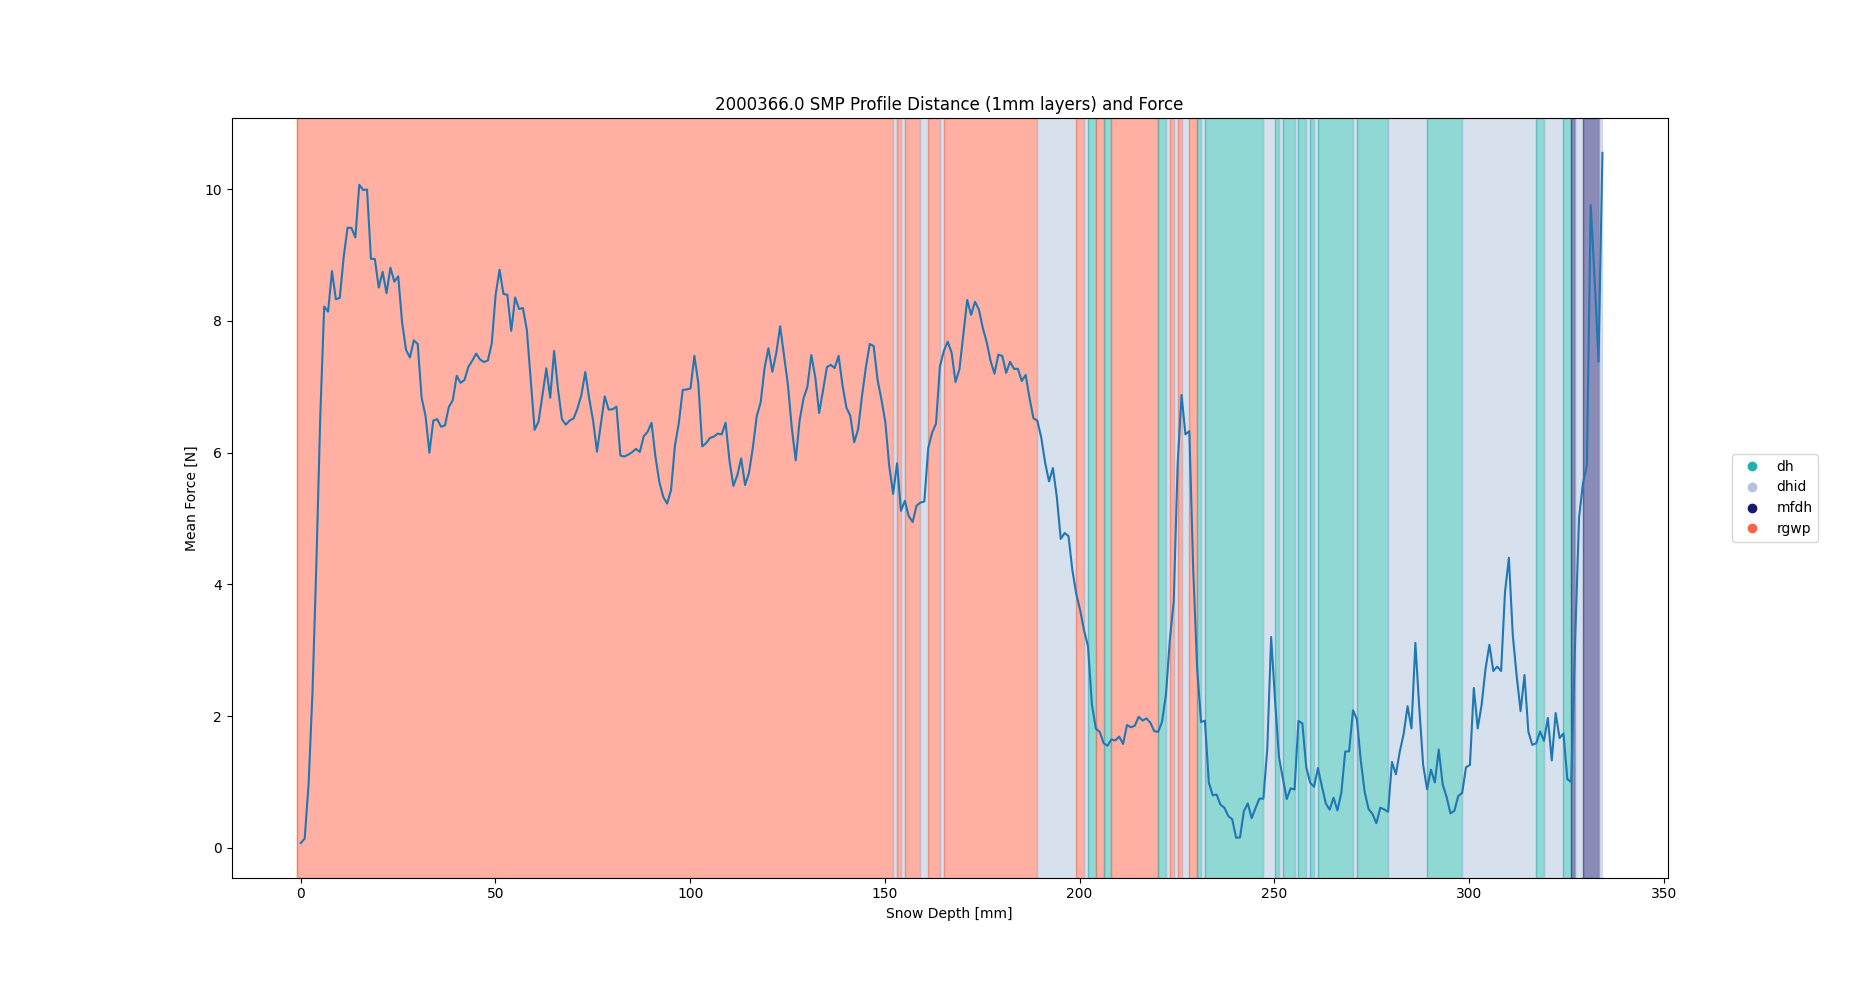 2000366.0 SMP Profile Distance (1mm layers) and Force
10
8
6
4
2
0
Mean Force [N]
0 50 100 150 200 250 300 350
Snow Depth [mm]
dh
dhid
mfdh
rgwp